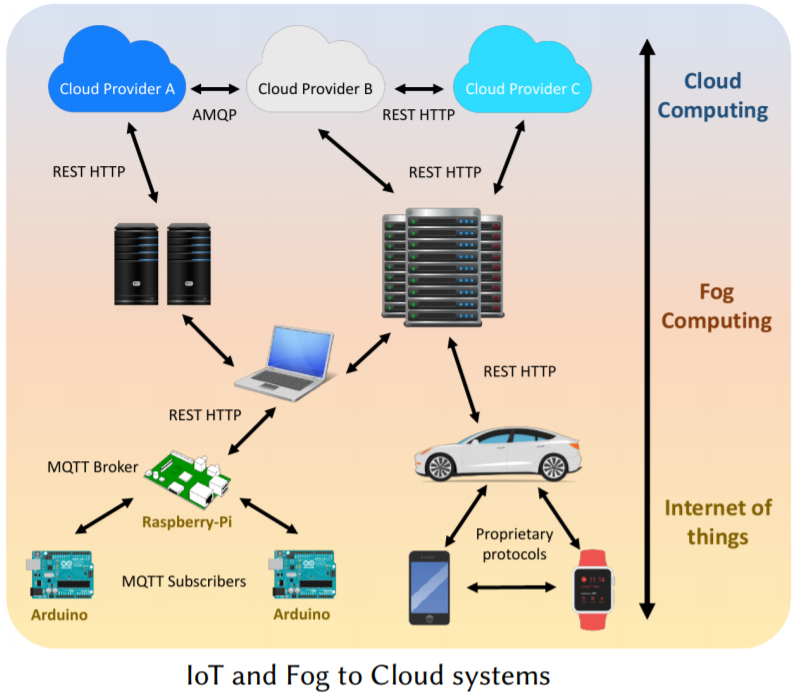 Cloud Provider A
Cloud Provider B
Cloud Provider C
AMQP
REST HTTP
Cloud
Computing
REST HTTP
REST HTTP
Fog
Computing
REST HTTP
REST HTTP
MQTT Broker
Raspberry-Pi
Internet of
things
Proprietary
protocols
MQTT Subscribers
11:14
Arduino
Arduino
IoT and Fog to Cloud systems